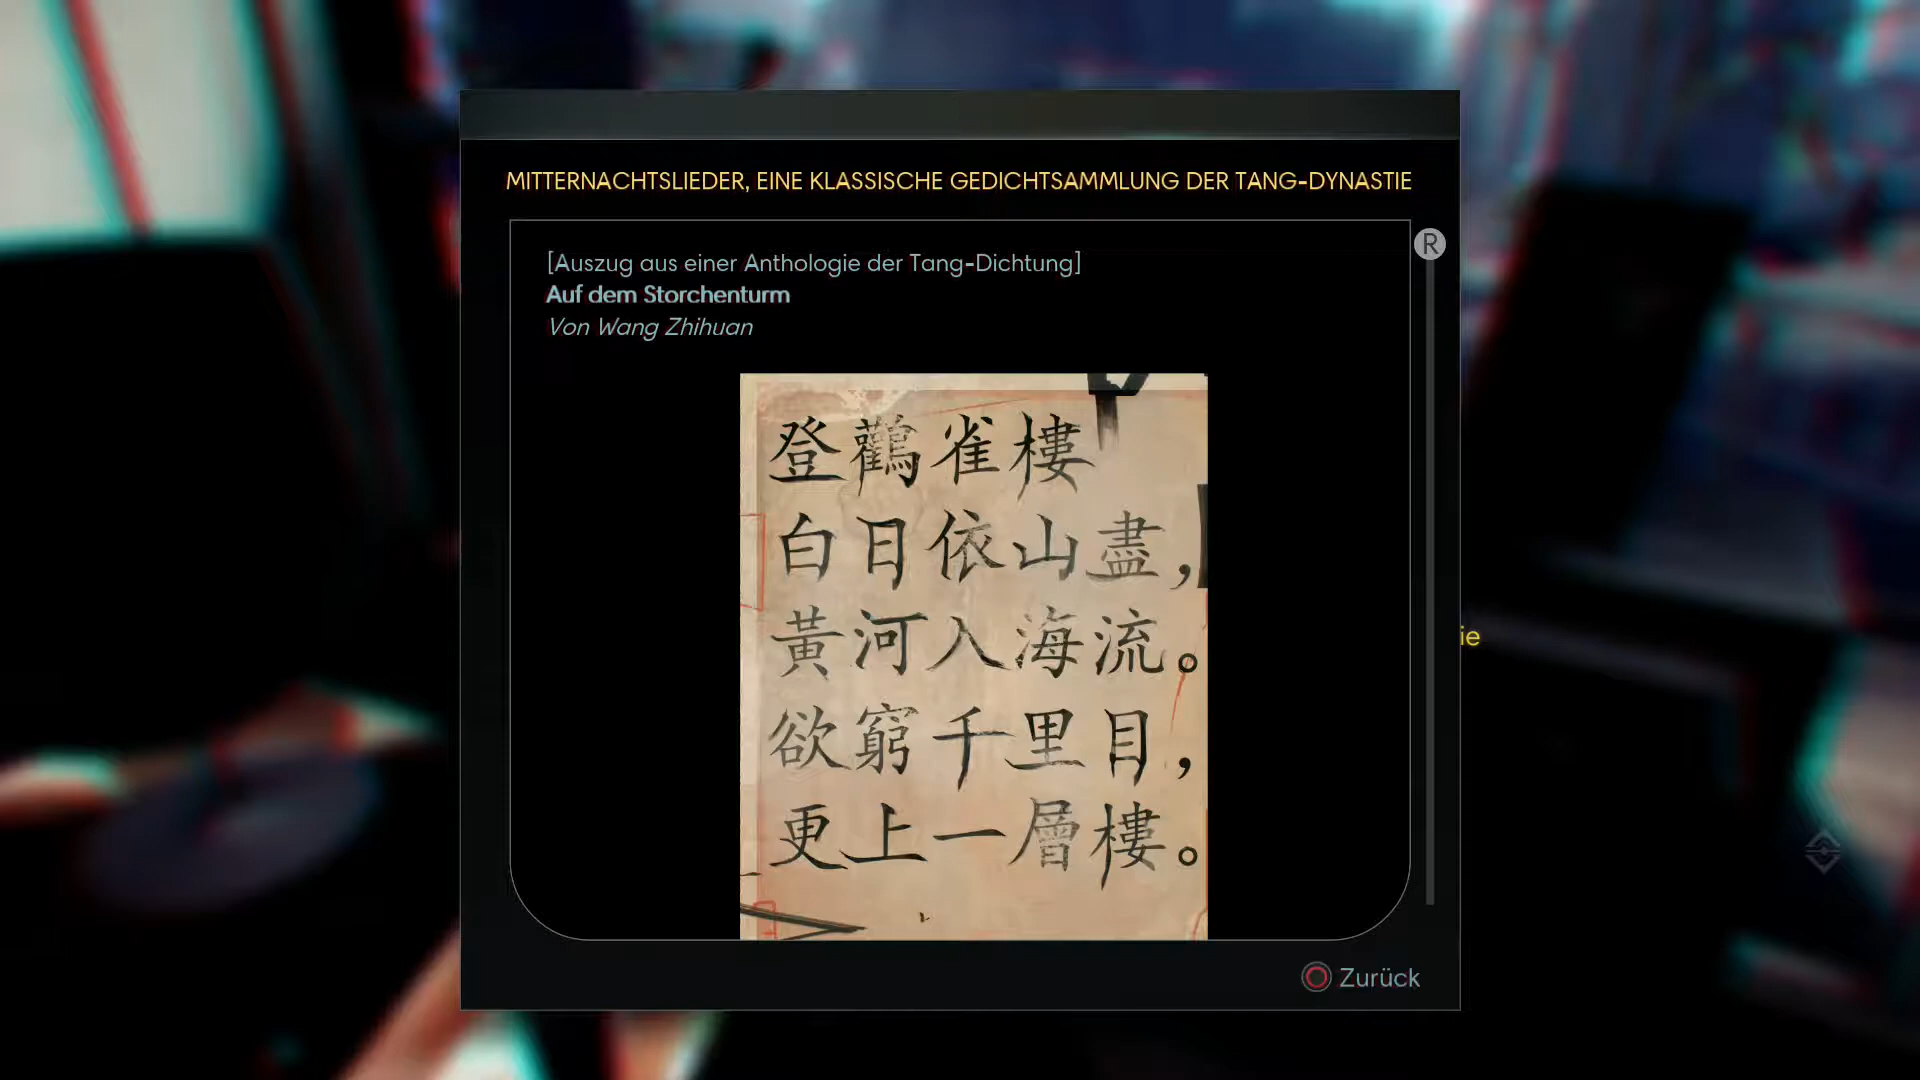 MITTERNACHTSLIEDER, EINE KLASSISCHE GEDICHTSAMMLUNG DER TANG-DYNASTIE
R
[Auszug aus einer Anthologie der Tang-Dichtung]
Auf dem Storchenturm
Von Wang Zhihuan
登鸛雀樓
白日依山盡，
黃河入海流。
欲窮千里目，
更上一層樓。
ie
Zurück